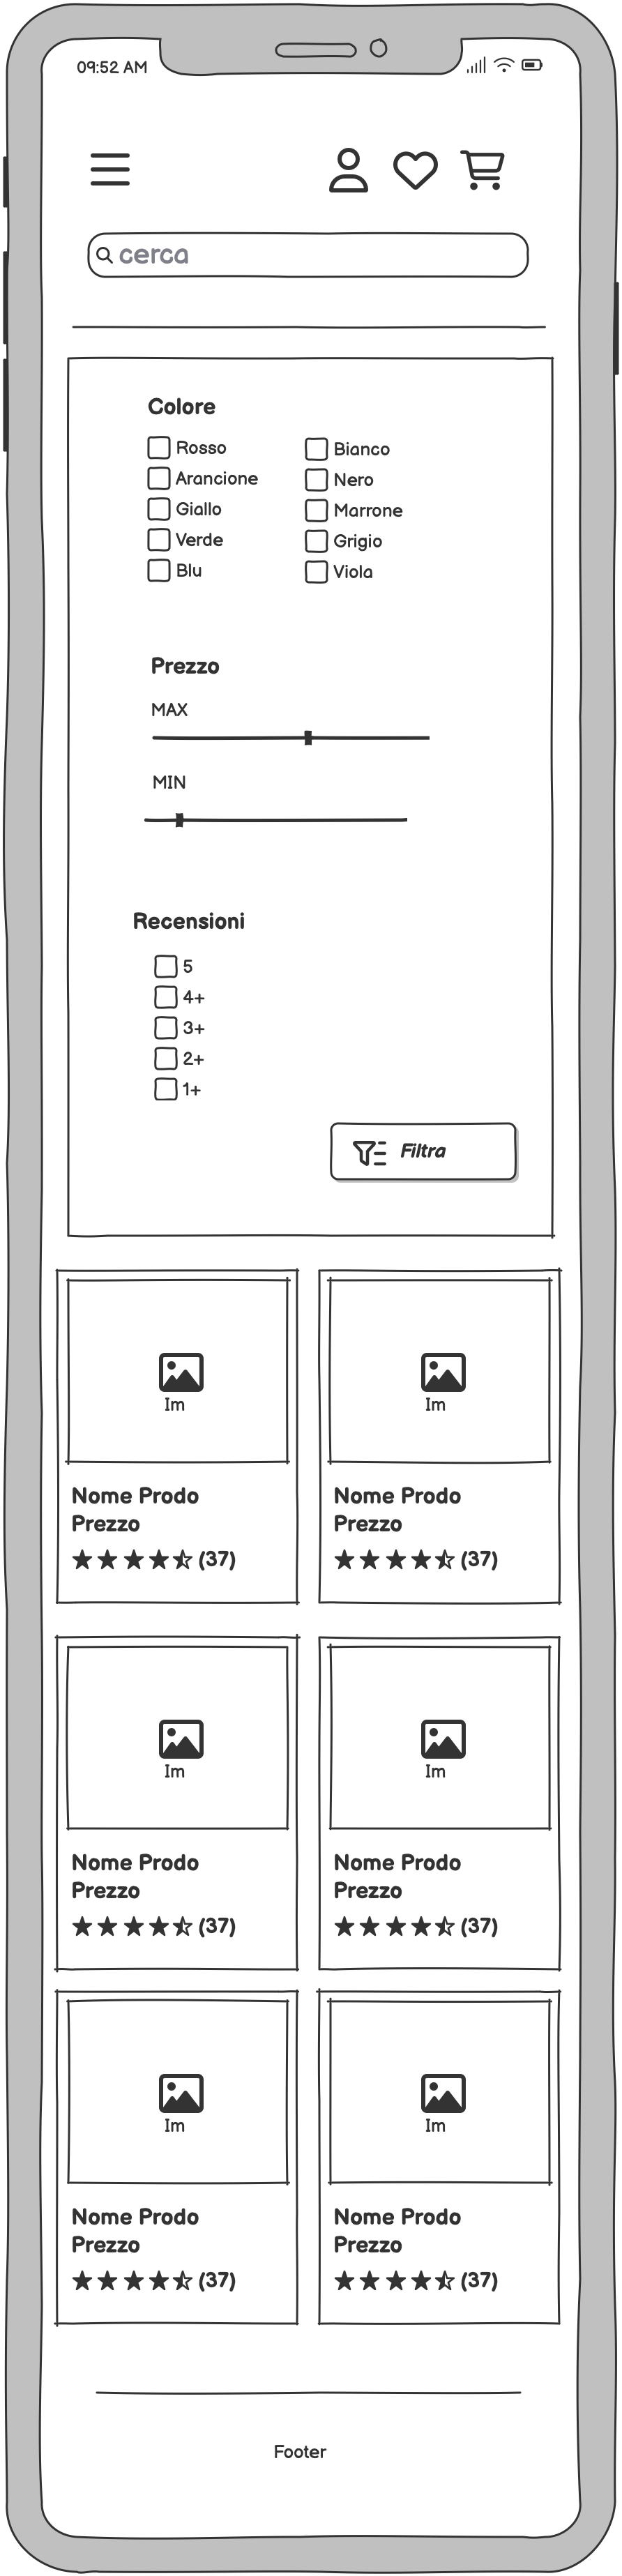 09:52 AM
cerca
Colore
Rosso
Arancione
Giallo
Verde
Blu
Bianco
Nero
Marrone
Grigio
Viola
Prezzo
MAX
MIN
Recensioni
5
4+
3+
2+
1+
Filtra
Im
Nome Prodo
Prezzo
(37)
Im
Nome Prodo
Prezzo
(37)
Im
Nome Prodo
Prezzo
(37)
Im
Nome Prodo
Prezzo
(37)
Im
Nome Prodo
Prezzo
(37)
Im
Nome Prodo
Prezzo
(37)
Footer